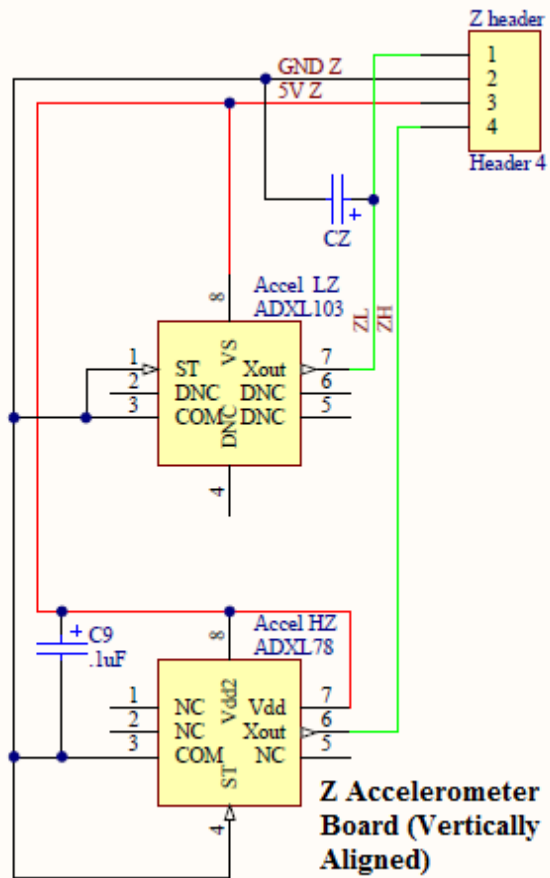 Z header
1
2
3
4
Header 4
GND Z
5V Z
CZ
ZL
ZH
Accel LZ
ADXL103
8
VS
1
ST
2
DNC
3
COM
Xout
7
DNC
6
DNC
5
DNC
4
C9
.1uF
Accel HZ
ADXL78
8
Vdd2
1
NC
2
NC
3
COM
Vdd
7
Xout
6
NC
5
ST
4
Z Accelerometer
Board (Vertically
Aligned)